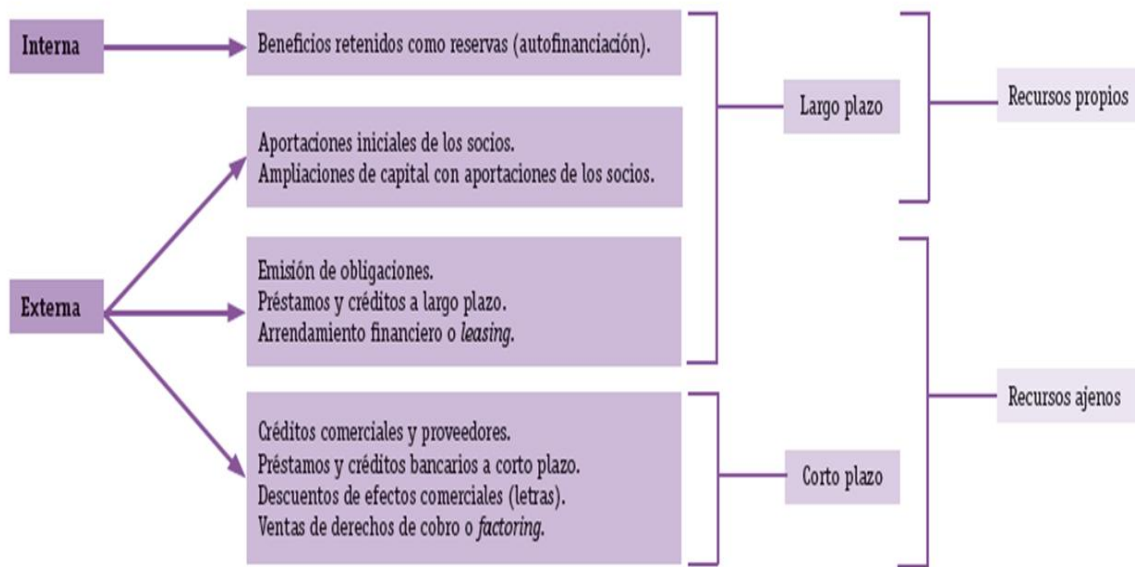 Interna
Beneficios retenidos como reservas (autofinanciación).
Largo plazo
Recursos propios
Aportaciones iniciales de los socios.
Ampliaciones de capital con aportaciones de los socios.
Externa
Emisión de obligaciones.
Préstamos y créditos a largo plazo.
Arrendamiento financiero o leasing.
Recursos ajenos
Créditos comerciales y proveedores.
Préstamos y créditos bancarios a corto plazo.
Descuentos de efectos comerciales (letras).
Ventas de derechos de cobro o factoring.
Corto plazo